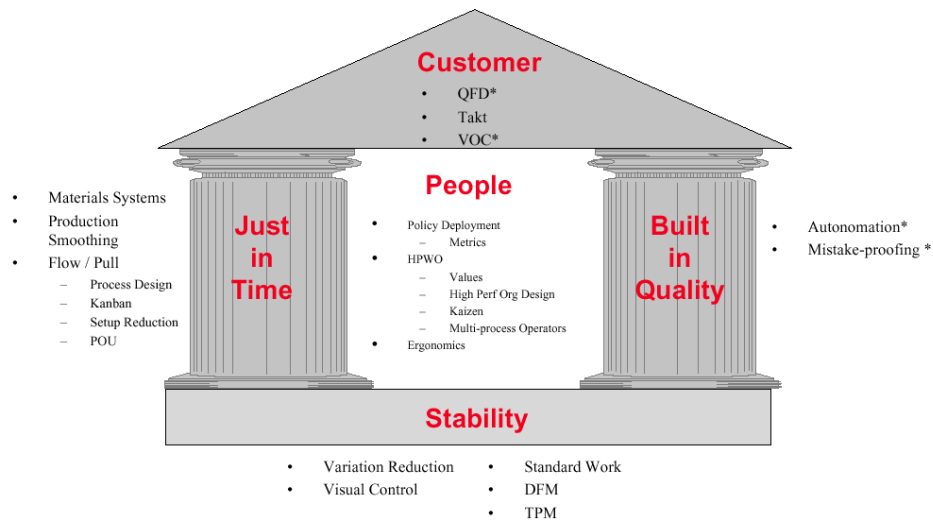 Customer
• QFD*
• Takt
• VOC*
People
• Policy Deployment
– Metrics
• HPWO
– Values
– High Perf Org Design
– Kaizen
– Multi-process Operators
• Ergonomics
• Materials Systems
• Production
Smoothing
• Flow / Pull
– Process Design
– Kanban
– Setup Reduction
– POU
Just
in
Time
Built
in
Quality
• Autonomation*
• Mistake-proofing *
Stability
• Variation Reduction
• Visual Control
• Standard Work
• DFM
• TPM